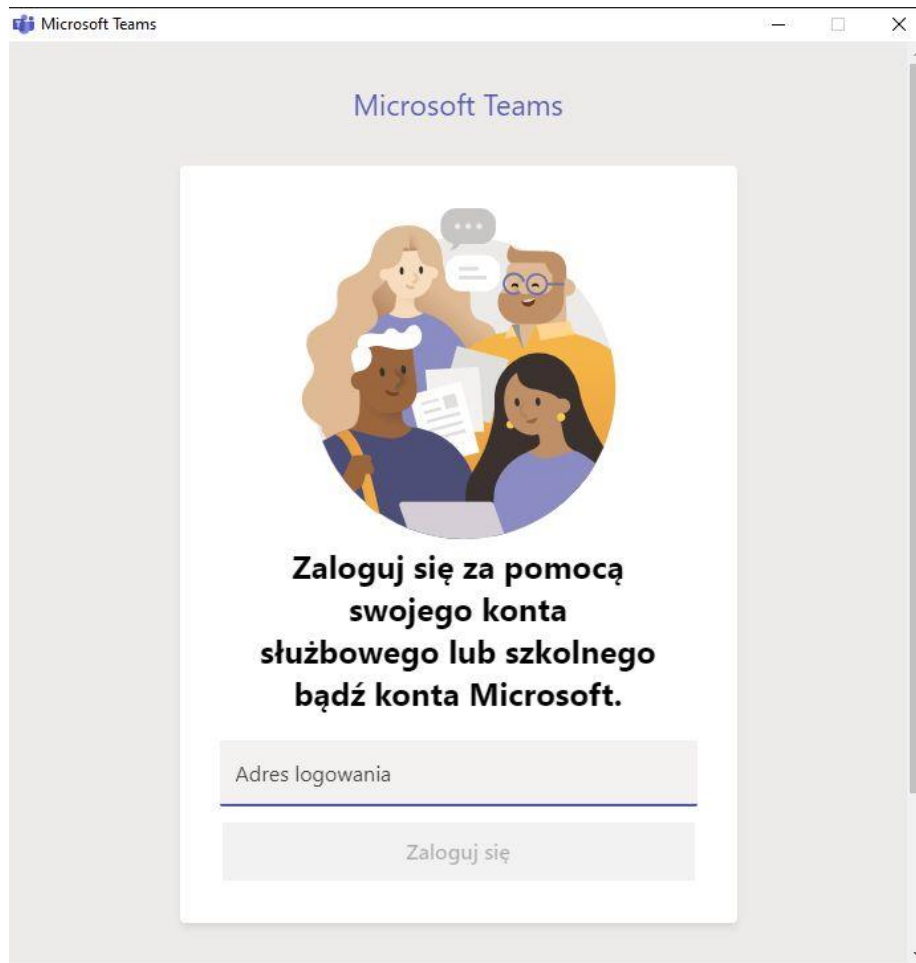 Microsoft Teams
Microsoft Teams
Zaloguj się za pomocą
swojego konta
służbowego lub szkolnego
bądź konta Microsoft.
Adres logowania
Zaloguj się